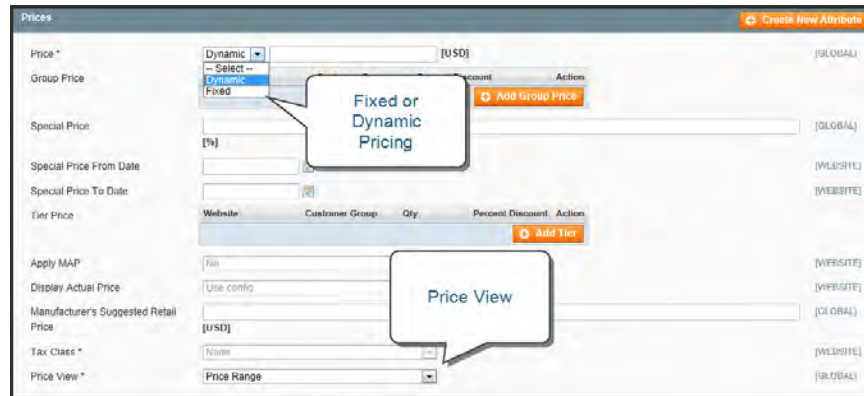 Prices
Create New Attribute
Price *
Dynamic
[USD]
[GLOBAL]
-- Select --
Dynamic
Fixed
Group Price
Action
Add Group Price
Fixed or
Dynamic
Pricing
Special Price
[GLOBAL]
[%]
Special Price From Date
[WEBSITE]
Special Price To Date
[WEBSITE]
Tier Price
Website Customer Group Qty Percent Discount Action
Add Tier
Apply MAP
No
[WEBSITE]
Display Actual Price
Use config
[WEBSITE]
Price View
Manufacturer's Suggested Retail
Price
[USD]
[GLOBAL]
Tax Class *
None
[WEBSITE]
Price View *
Price Range
[GLOBAL]